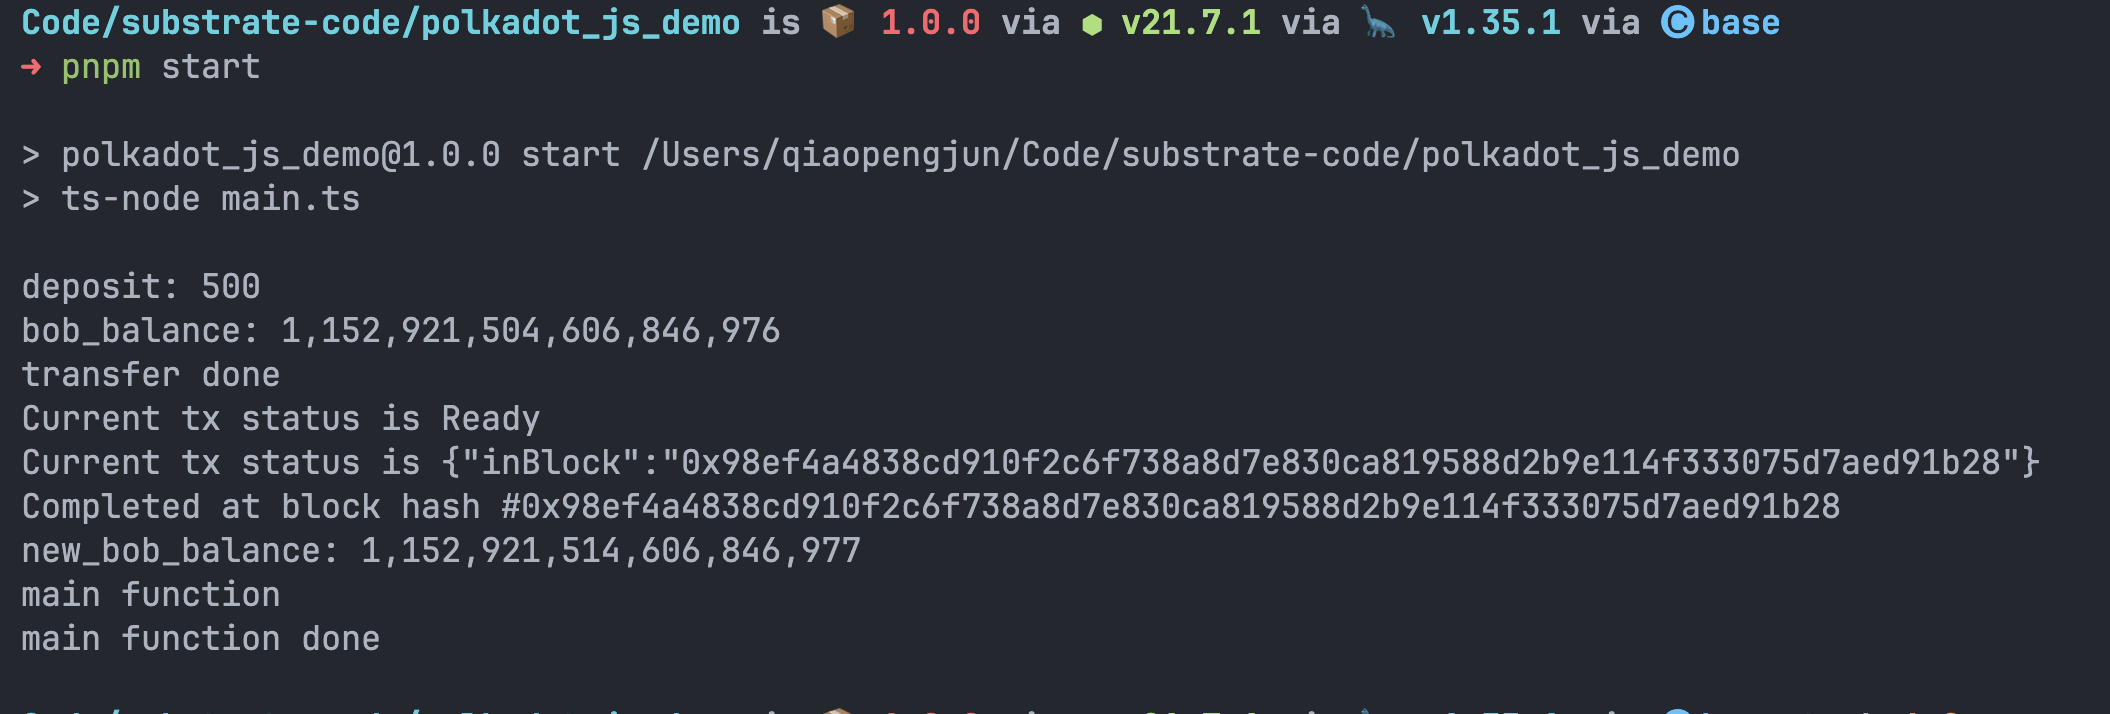 Code/substrate-code/polkadot_js_demo is 📦 1.0.0 via ⬢ v21.7.1 via 🦕 v1.35.1 via Ⓒ base
➜ pnpm start
> polkadot_js_demo@1.0.0 start /Users/qiaopengjun/Code/substrate-code/polkadot_js_demo
> ts-node main.ts
deposit: 500
bob_balance: 1,152,921,504,606,846,976
transfer done
Current tx status is Ready
Current tx status is {"inBlock":"0x98ef4a4838cd910f2c6f738a8d7e830ca819588d2b9e114f333075d7aed91b28"}
Completed at block hash #0x98ef4a4838cd910f2c6f738a8d7e830ca819588d2b9e114f333075d7aed91b28
new_bob_balance: 1,152,921,514,606,846,977
main function
main function done